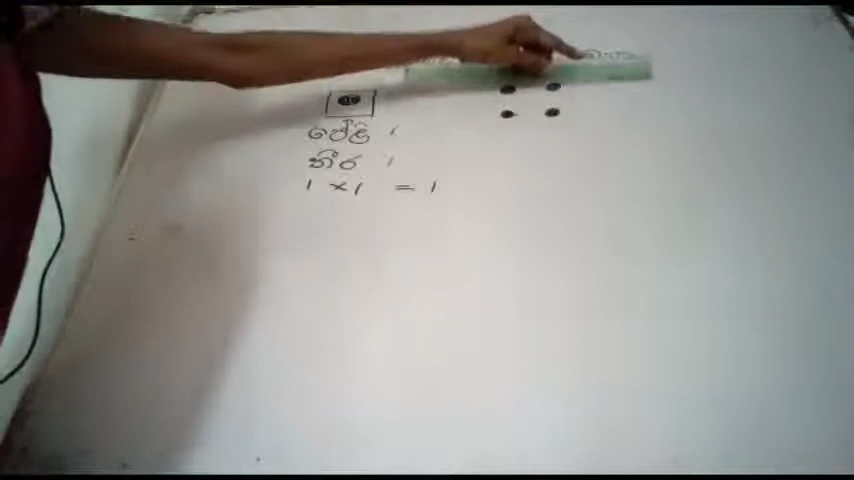 පේළි 1
තීර 1
1 × 1 = 1